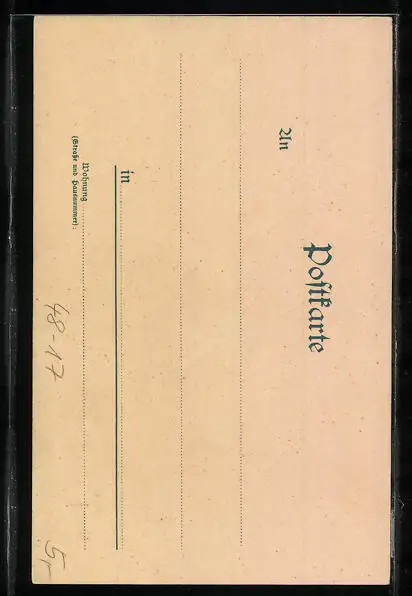 Postkarte
An
in
Wohnung
(Straße und Hausnummer):
48-17
5,-